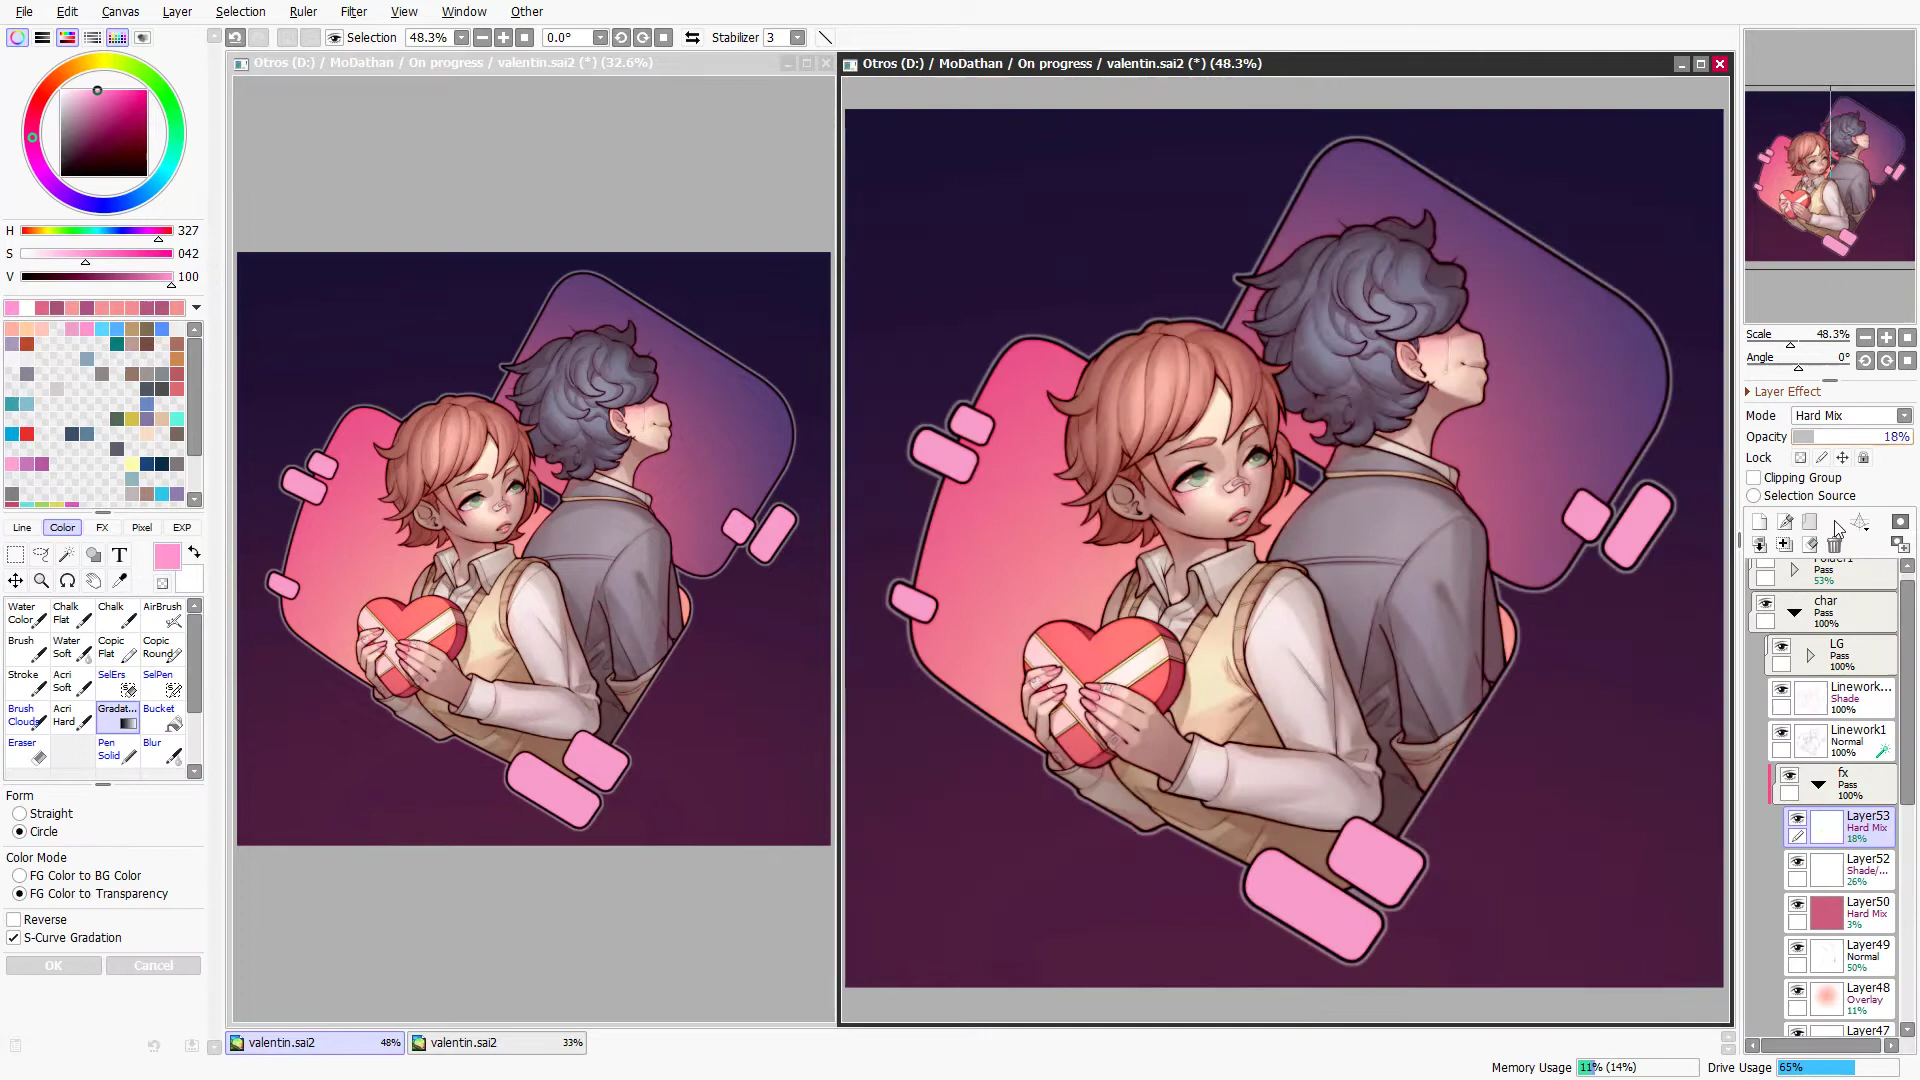 File Edit Canvas Layer Selection Ruler Filter View Window Other
Selection 48.3% 0.0° Stabilizer 3
Otros (D:) / MoDathan / On progress / valentin.sai2 (*) (32.6%)
Otros (D:) / MoDathan / On progress / valentin.sai2 (*) (48.3%)
H 327
S 042
V 100
Line Color FX Pixel EXP
T
Water Color
Chalk Flat
Chalk
AirBrush
Brush
Water Soft
Copic Flat
Copic Round
Stroke
Acri Soft
SelErs
SelPen
Brush Clouds
Acri Hard
Gradat...
Bucket
Eraser
Pen Solid
Blur
Form
Straight
Circle
Color Mode
FG Color to BG Color
FG Color to Transparency
Reverse
S-Curve Gradation
OK Cancel
valentin.sai2 48%
valentin.sai2 33%
Scale 48.3%
Angle 0°
Layer Effect
Mode Hard Mix
Opacity 18%
Lock
Clipping Group
Selection Source
Folder1
Pass
53%
char
Pass
100%
LG
Pass
100%
Linework...
Shade
100%
Linework1
Normal
100%
fx
Pass
100%
Layer53
Hard Mix
18%
Layer52
Shade/...
26%
Layer50
Hard Mix
3%
Layer49
Normal
50%
Layer48
Overlay
11%
Layer47
Memory Usage 11% (14%) Drive Usage 65%